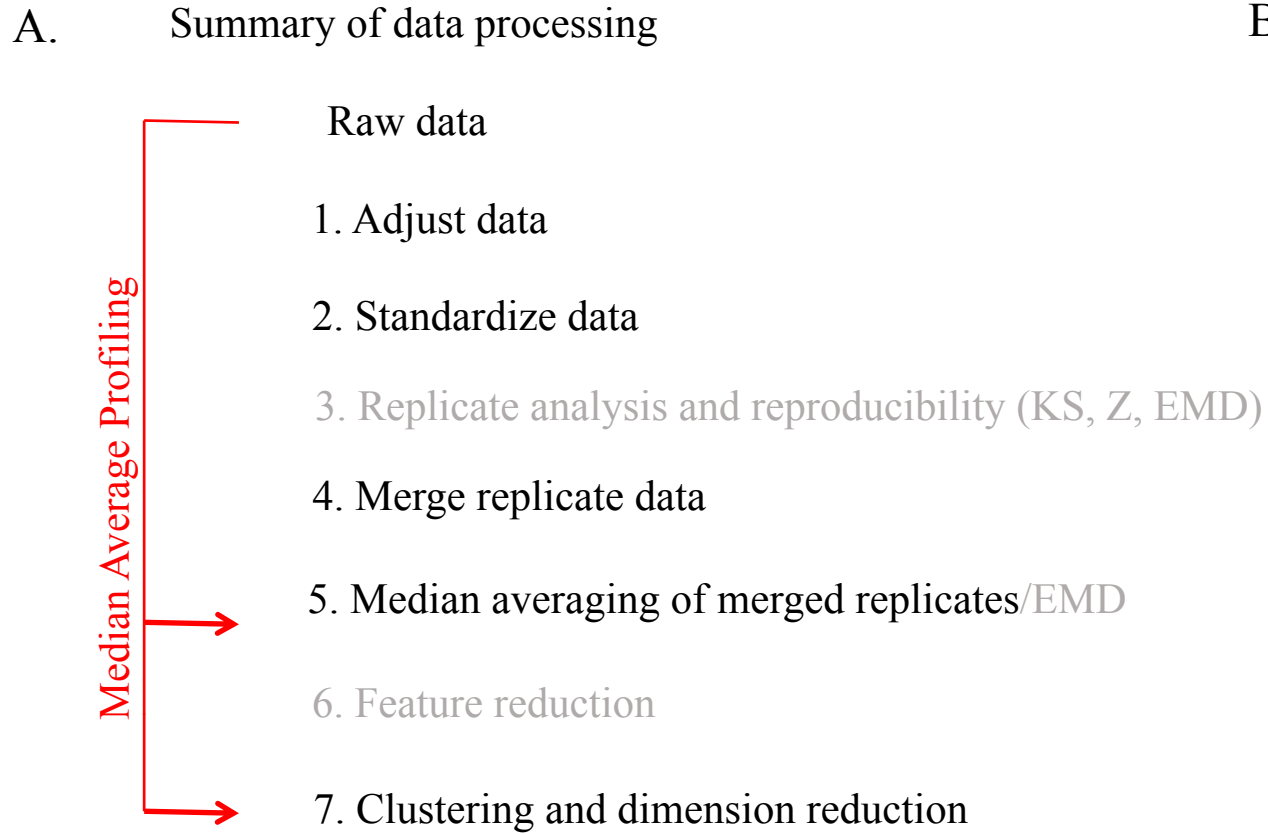 A. Summary of data processing
B
Raw data
1. Adjust data
2. Standardize data
3. Replicate analysis and reproducibility (KS, Z, EMD)
4. Merge replicate data
5. Median averaging of merged replicates/EMD
6. Feature reduction
7. Clustering and dimension reduction
Median Average Profiling